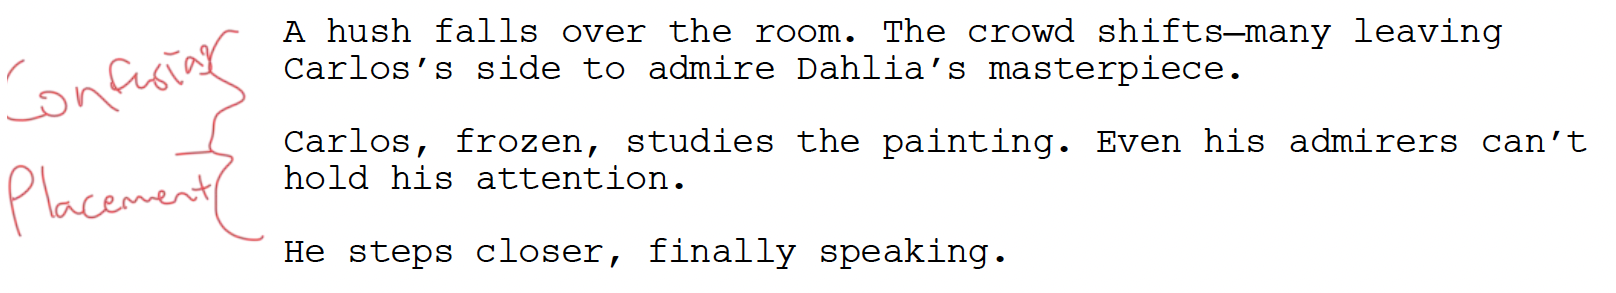 A hush falls over the room. The crowd shifts—many leaving
Carlos’s side to admire Dahlia’s masterpiece.
Confusing
Placement
Carlos, frozen, studies the painting. Even his admirers can’t
hold his attention.
He steps closer, finally speaking.